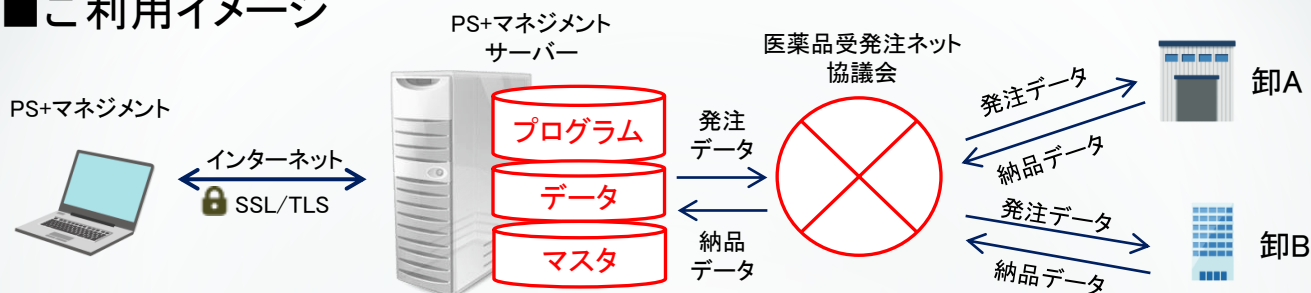 ■ご利用イメージ
PS+マネジメント
インターネット
SSL/TLS
PS+マネジメント
サーバー
プログラム
データ
マスタ
発注
データ
納品
データ
医薬品受発注ネット
協議会
発注データ
納品データ
卸A
発注データ
納品データ
卸B